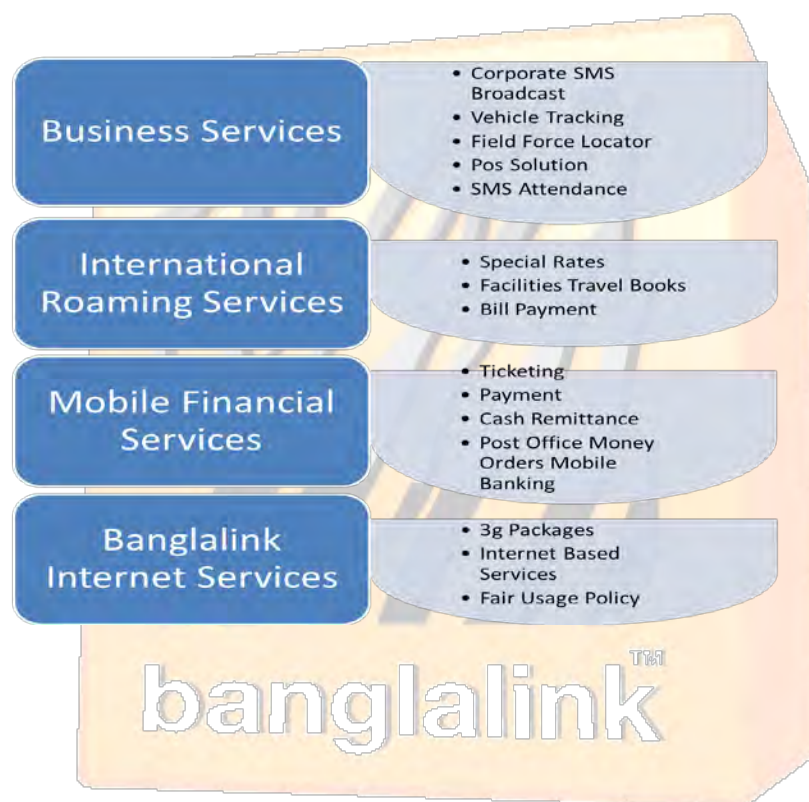 Business Services
• Corporate SMS
Broadcast
• Vehicle Tracking
• Field Force Locator
• Pos Solution
• SMS Attendance
International
Roaming Services
• Special Rates
• Facilities Travel Books
• Bill Payment
Mobile Financial
Services
• Ticketing
• Payment
• Cash Remittance
• Post Office Money
Orders Mobile
Banking
Banglalink
Internet Services
• 3g Packages
• Internet Based
Services
• Fair Usage Policy
banglalink™